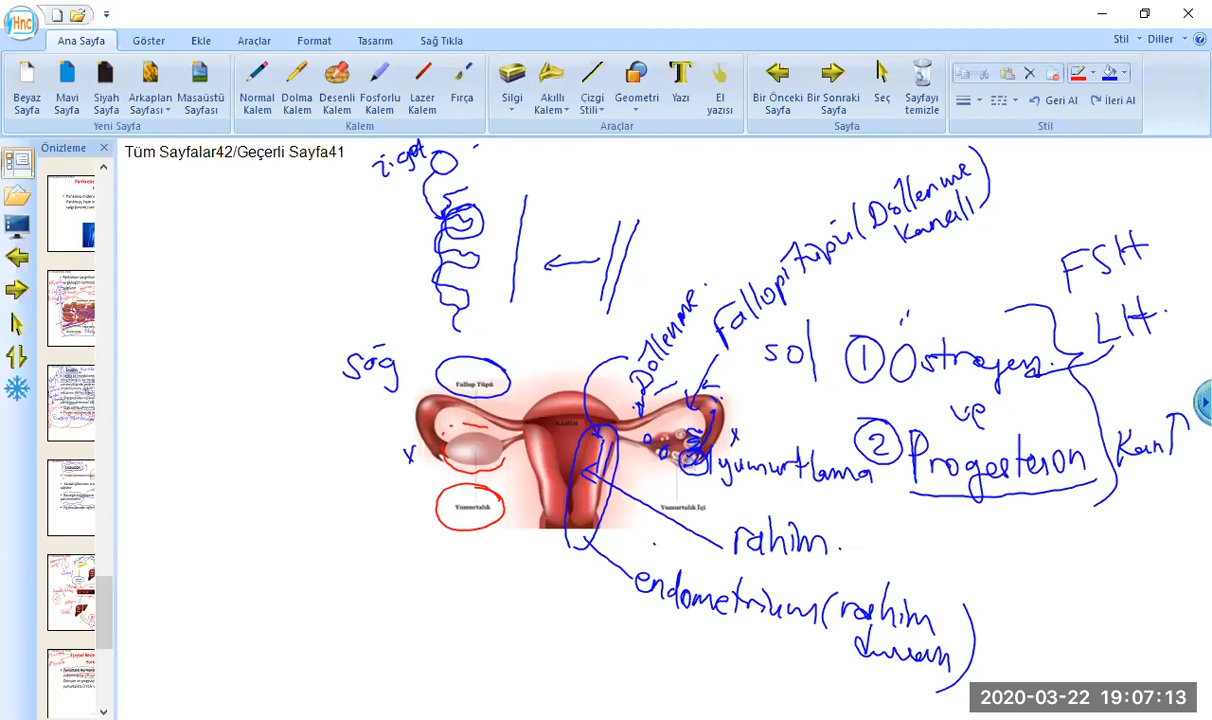 Hnc
Ana Sayfa Göster Ekle Araçlar Format Tasarım Sağ Tıkla
Stil Diller
Beyaz Sayfa
Mavi Sayfa
Siyah Sayfa
Arkaplan Sayfası
Masaüstü Sayfası
Yeni Sayfa
Normal Kalem
Dolma Kalem
Desenli Kalem
Fosforlu Kalem
Lazer Kalem
Fırça
Kalem
Silgi
Akıllı Kalem
Çizgi Stili
Geometri
Yazı
El yazısı
Araçlar
Bir Önceki Sayfa
Bir Sonraki Sayfa
Seç
Sayfayı temizle
Sayfa
Geri Al İleri Al
Stil
Önizleme
Tüm Sayfalar42/Geçerli Sayfa41
zigot
Fallopi tüpü (Döllenme
kanalı)
FSH
LH
Döllenme
söğ
sol
1 Östrogen
ve
2 Progesteron
Kan
Fallop Tüpü
yumurtlama
Yumurtalık
Yumurtalık İçi
rahim
endometrium (rahim
duvarı)
2020-03-22 19:07:13